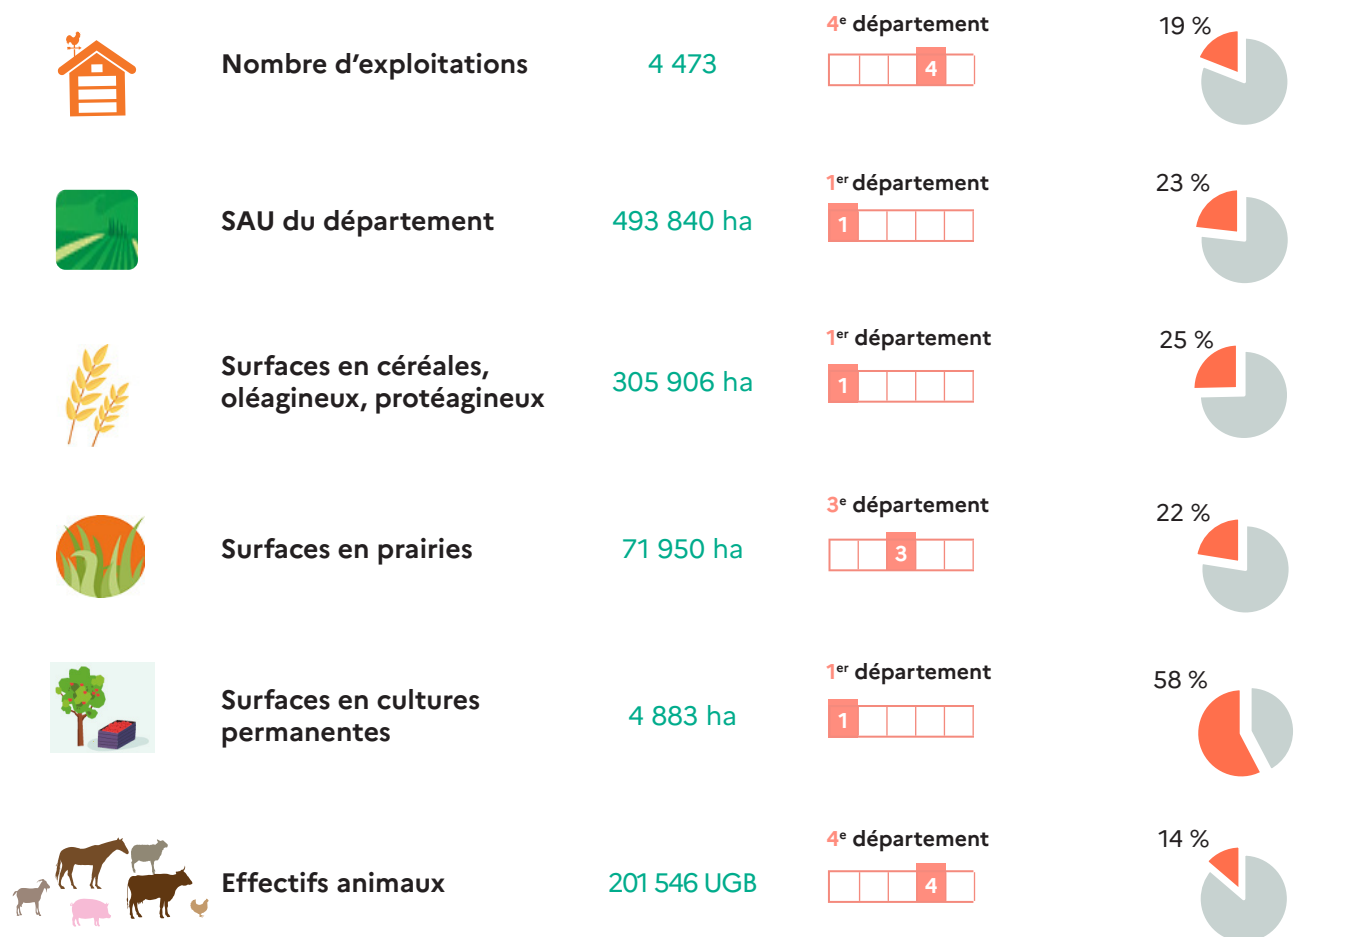 4e département
19 %
Nombre d'exploitations
4 473
4
1er département
23 %
SAU du département
493 840 ha
1
1er département
25 %
Surfaces en céréales,
oléagineux, protéagineux
305 906 ha
1
3e département
22 %
Surfaces en prairies
71 950 ha
3
1er département
58 %
Surfaces en cultures
permanentes
4 883 ha
1
4e département
14 %
Effectifs animaux
201 546 UGB
4